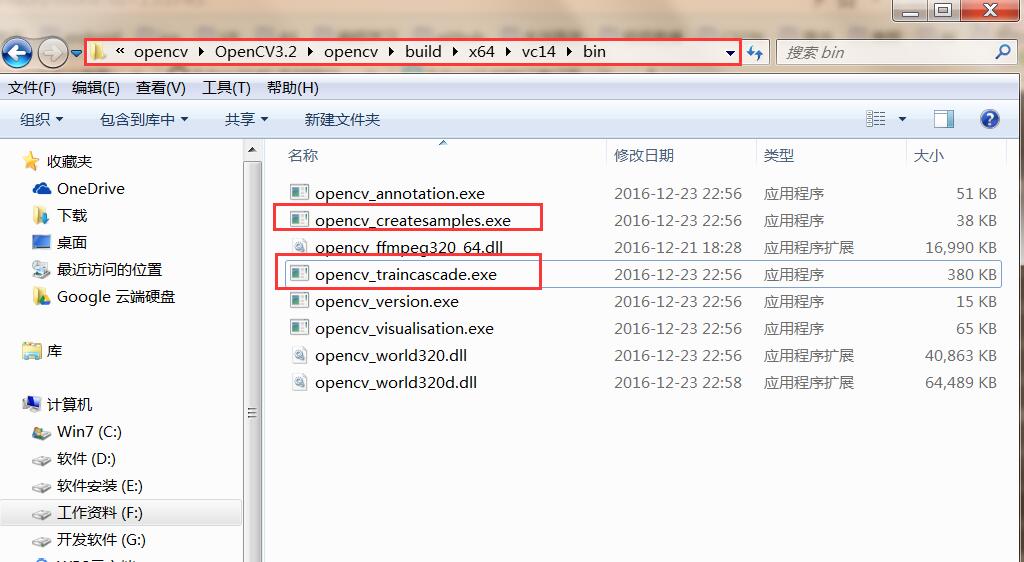 « opencv ▸ OpenCV3.2 ▸ opencv ▸ build ▸ x64 ▸ vc14 ▸ bin
搜索 bin
文件(F) 编辑(E) 查看(V) 工具(T) 帮助(H)
组织 包含到库中 共享 新建文件夹
收藏夹
OneDrive
下载
桌面
最近访问的位置
Google 云端硬盘
库
计算机
Win7 (C:)
软件 (D:)
软件安装 (E:)
工作资料 (F:)
开发软件 (G:)
名称 修改日期 类型 大小
opencv_annotation.exe 2016-12-23 22:56 应用程序 51 KB
opencv_createsamples.exe 2016-12-23 22:56 应用程序 38 KB
opencv_ffmpeg320_64.dll 2016-12-21 18:28 应用程序扩展 16,990 KB
opencv_traincascade.exe 2016-12-23 22:56 应用程序 380 KB
opencv_version.exe 2016-12-23 22:56 应用程序 15 KB
opencv_visualisation.exe 2016-12-23 22:56 应用程序 65 KB
opencv_world320.dll 2016-12-23 22:56 应用程序扩展 40,863 KB
opencv_world320d.dll 2016-12-23 22:58 应用程序扩展 64,489 KB